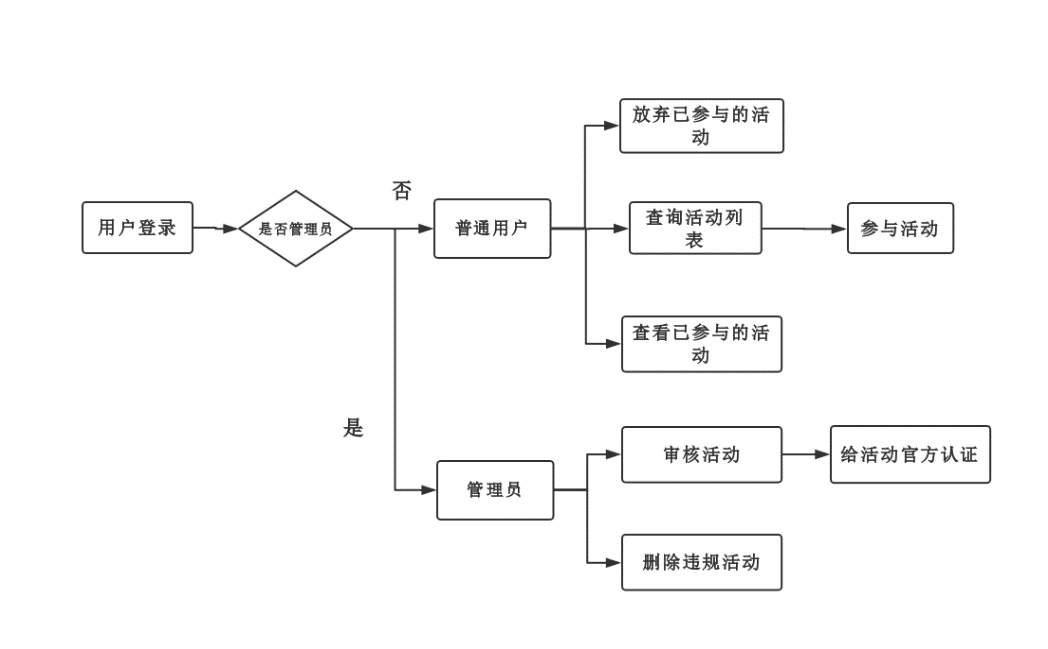 放弃已参与的活
动
否
用户登录
是否管理员
普通用户
查询活动列
表
参与活动
查看已参与的活
动
是
审核活动
给活动官方认证
管理员
删除违规活动